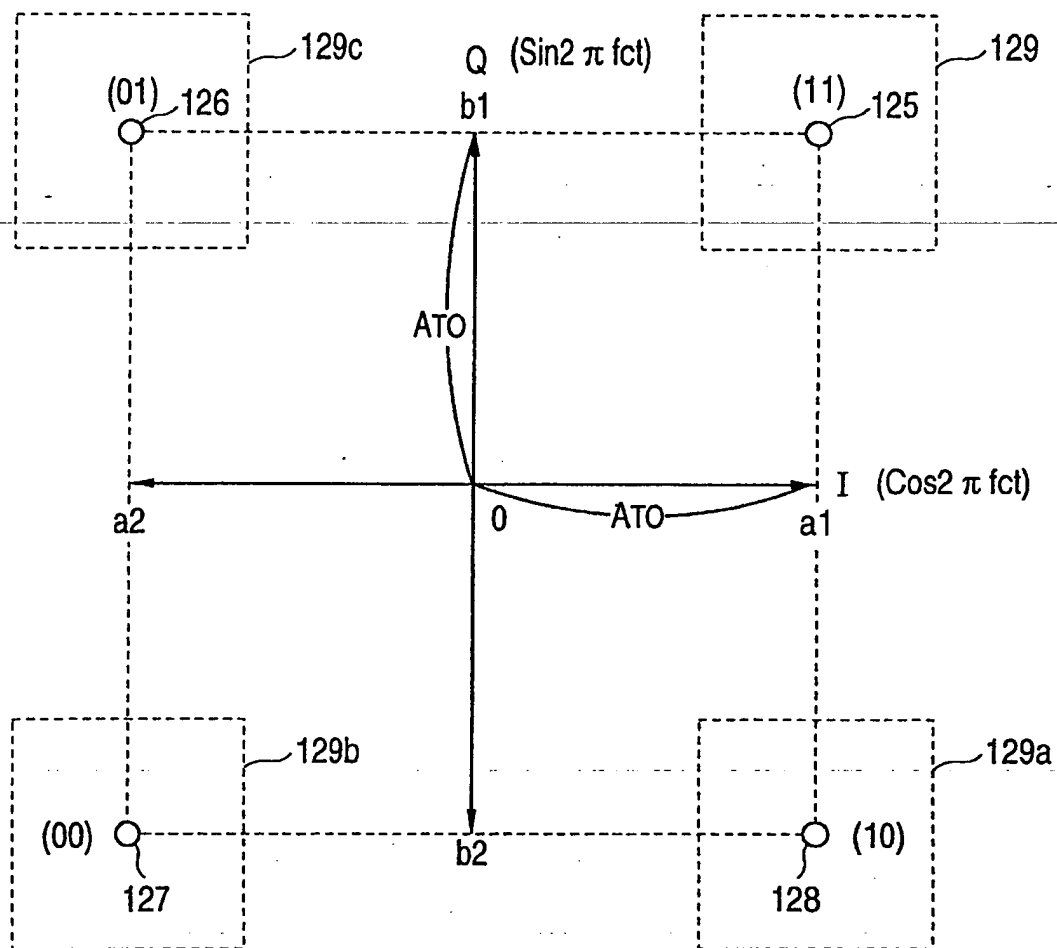 129c
Q (Sin2 π fct)
129
(01)
126
b1
(11)
125
ATO
I (Cos2 π fct)
a2
0
ATO
a1
129b
129a
(00)
b2
(10)
127
128